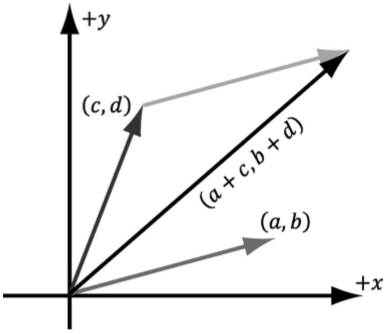 +y
(c, d)
(a + c, b + d)
(a, b)
+x